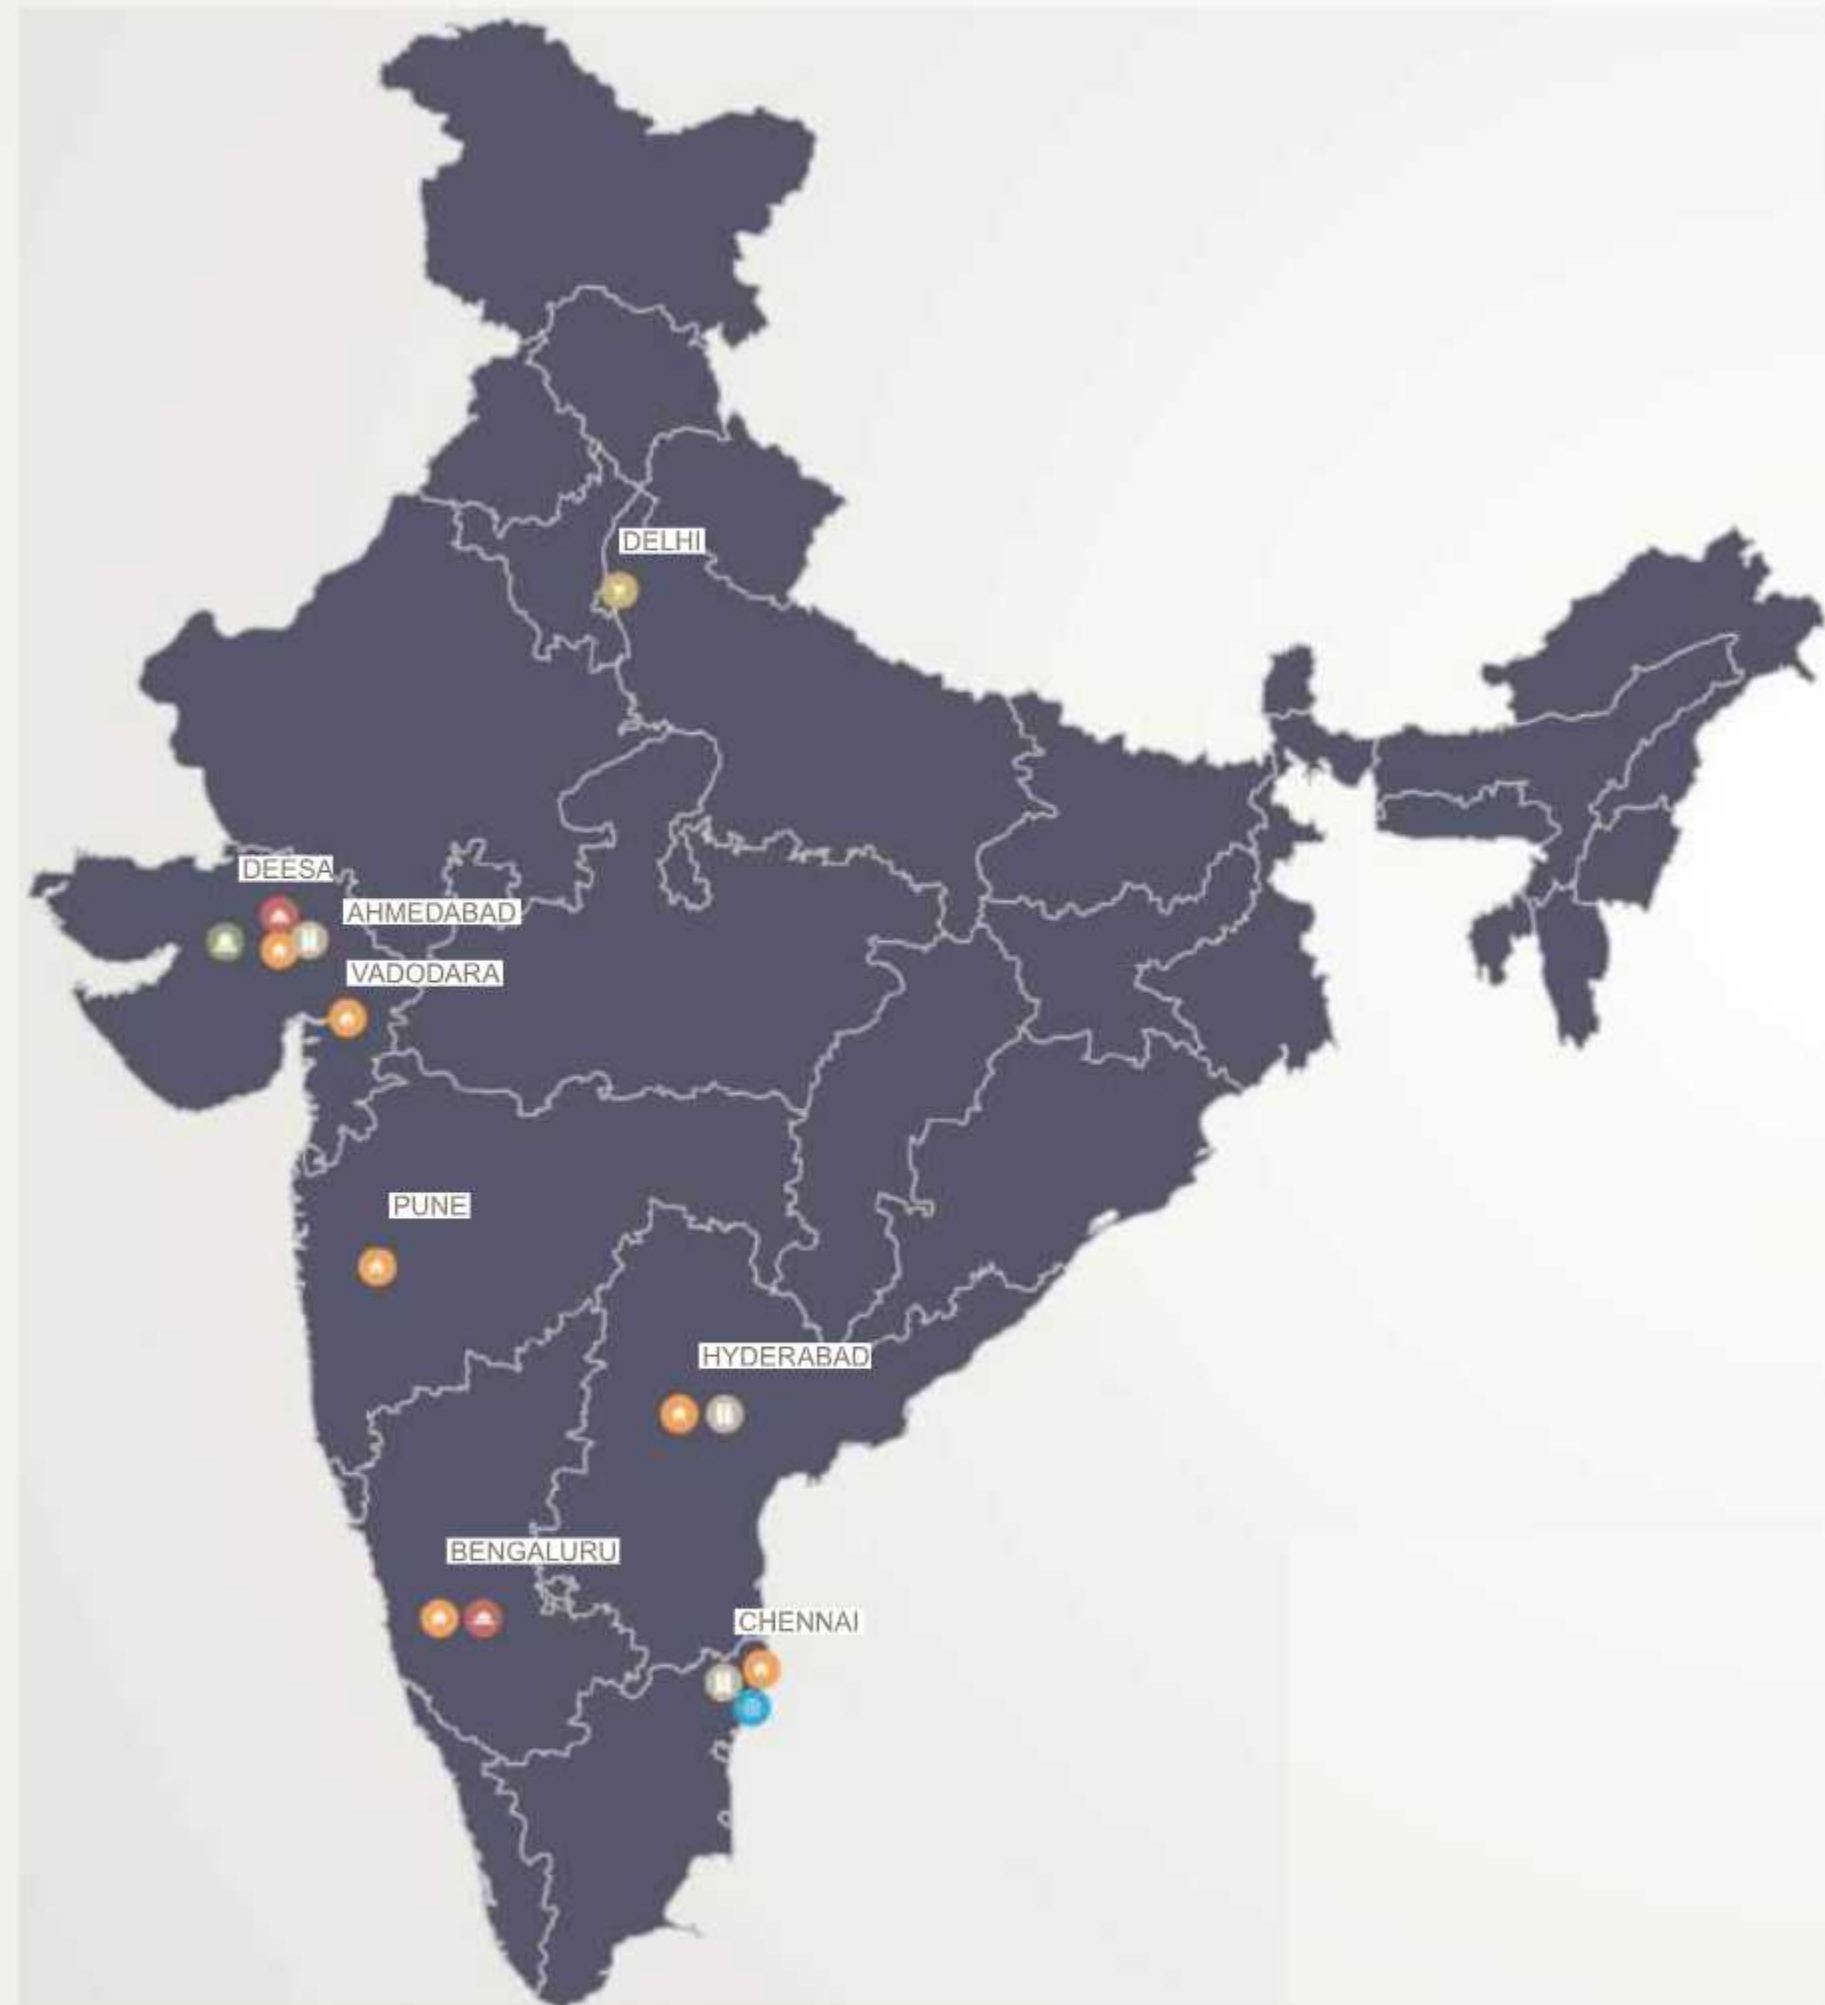 DELHI
DEESA
AHMEDABAD
VADODARA
PUNE
HYDERABAD
BENGALURU
CHENNAI